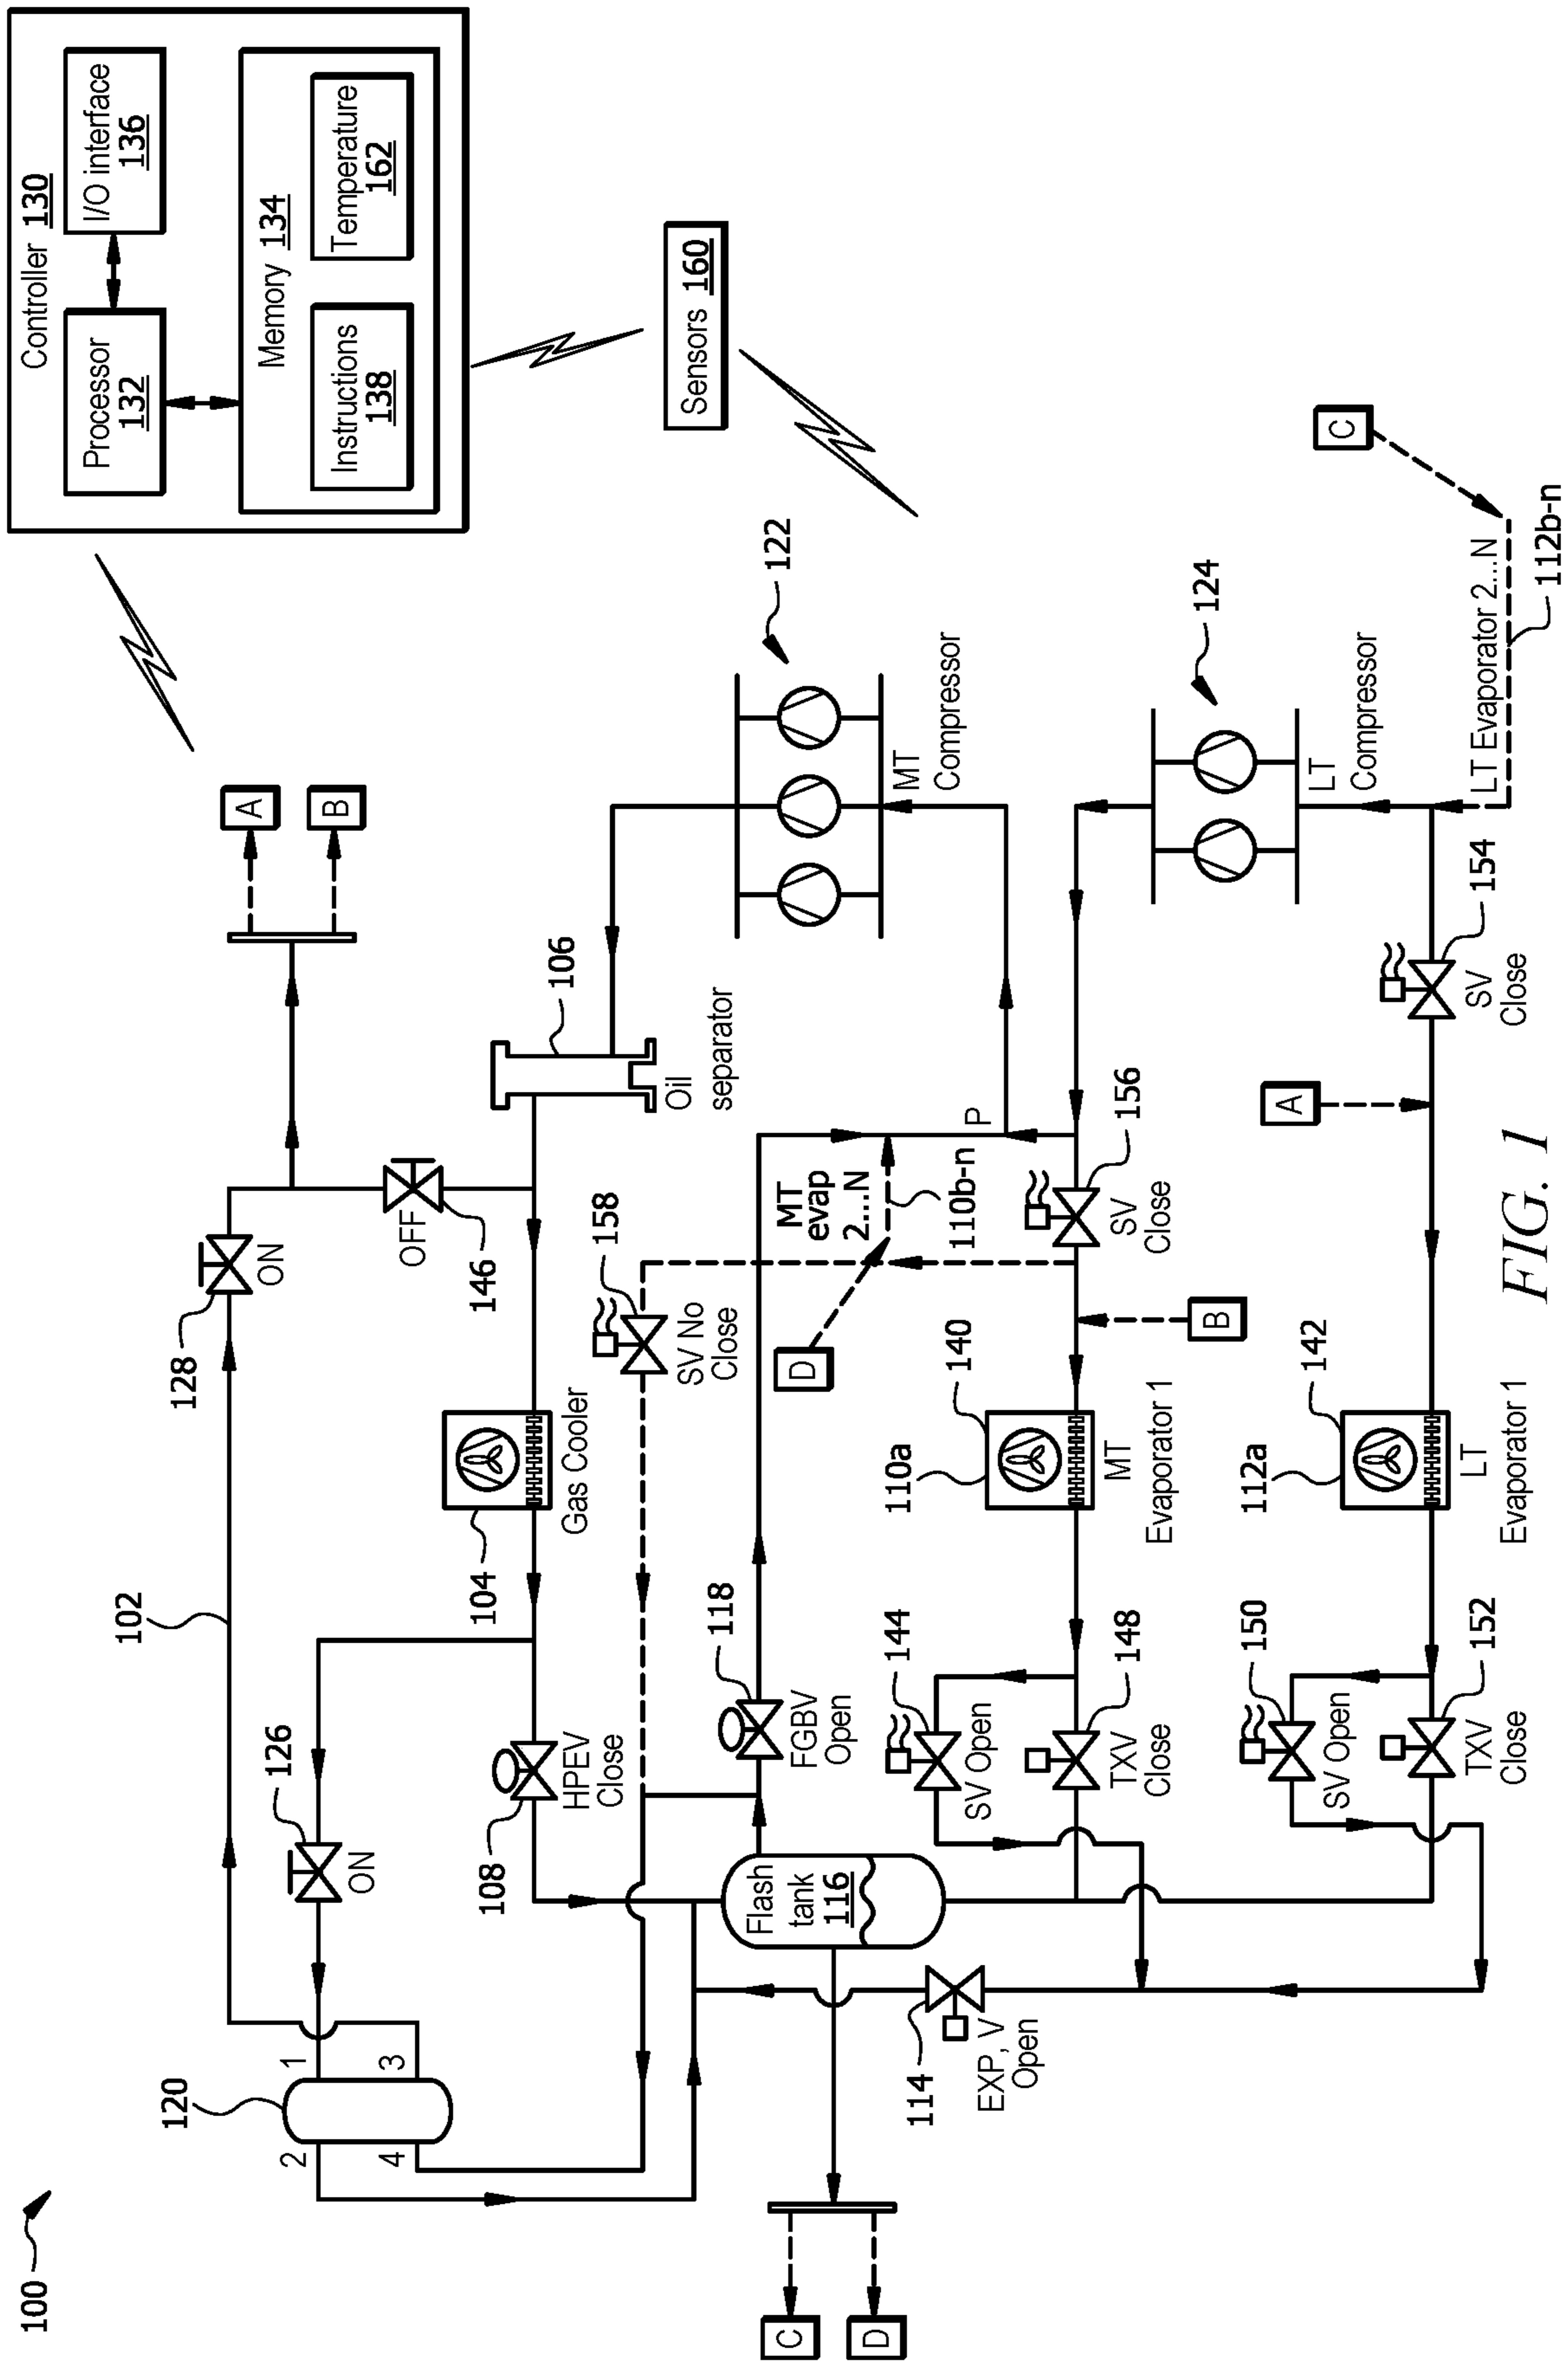 100
120
1
2
3
4
102
126
ON
128
ON
146
OFF
A
B
Controller 130
Processor
132
I/O interface
136
Memory 134
Instructions
138
Temperature
162
Sensors 160
108
HPEV
Close
104
Gas Cooler
106
Oil
separator
158
SV No
Close
122
MT
Compressor
C
D
Flash
tank
116
118
FGBV
Open
D
MT
evap
2...N
110b-n
P
114
EXP, V
Open
144
SV Open
148
TXV
Close
110a
140
MT
Evaporator 1
B
156
SV
Close
124
LT
Compressor
150
SV Open
152
TXV
Close
112a
142
LT
Evaporator 1
A
154
SV
Close
LT Evaporator 2...N
112b-n
C
FIG. 1